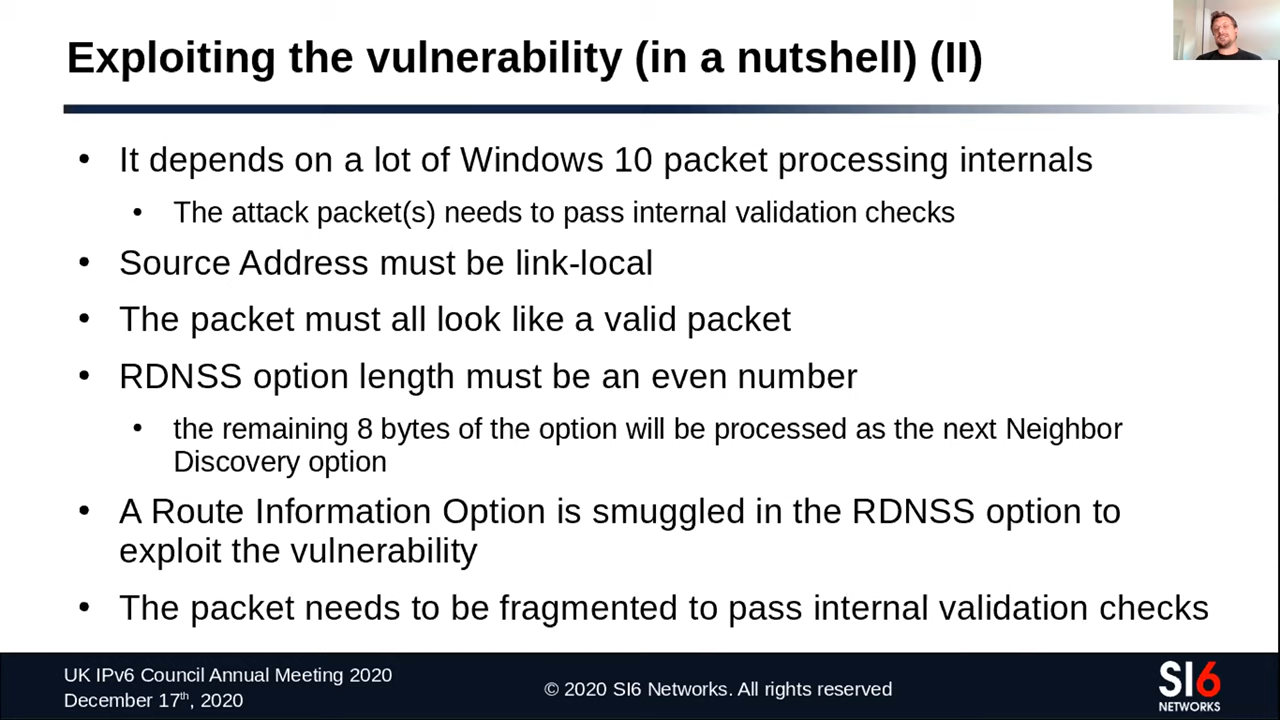 Exploiting the vulnerability (in a nutshell) (II)
• It depends on a lot of Windows 10 packet processing internals
• The attack packet(s) needs to pass internal validation checks
• Source Address must be link-local
• The packet must all look like a valid packet
• RDNSS option length must be an even number
• the remaining 8 bytes of the option will be processed as the next Neighbor
Discovery option
• A Route Information Option is smuggled in the RDNSS option to
exploit the vulnerability
• The packet needs to be fragmented to pass internal validation checks
UK IPv6 Council Annual Meeting 2020
December 17th, 2020
© 2020 SI6 Networks. All rights reserved
SI6
NETWORKS